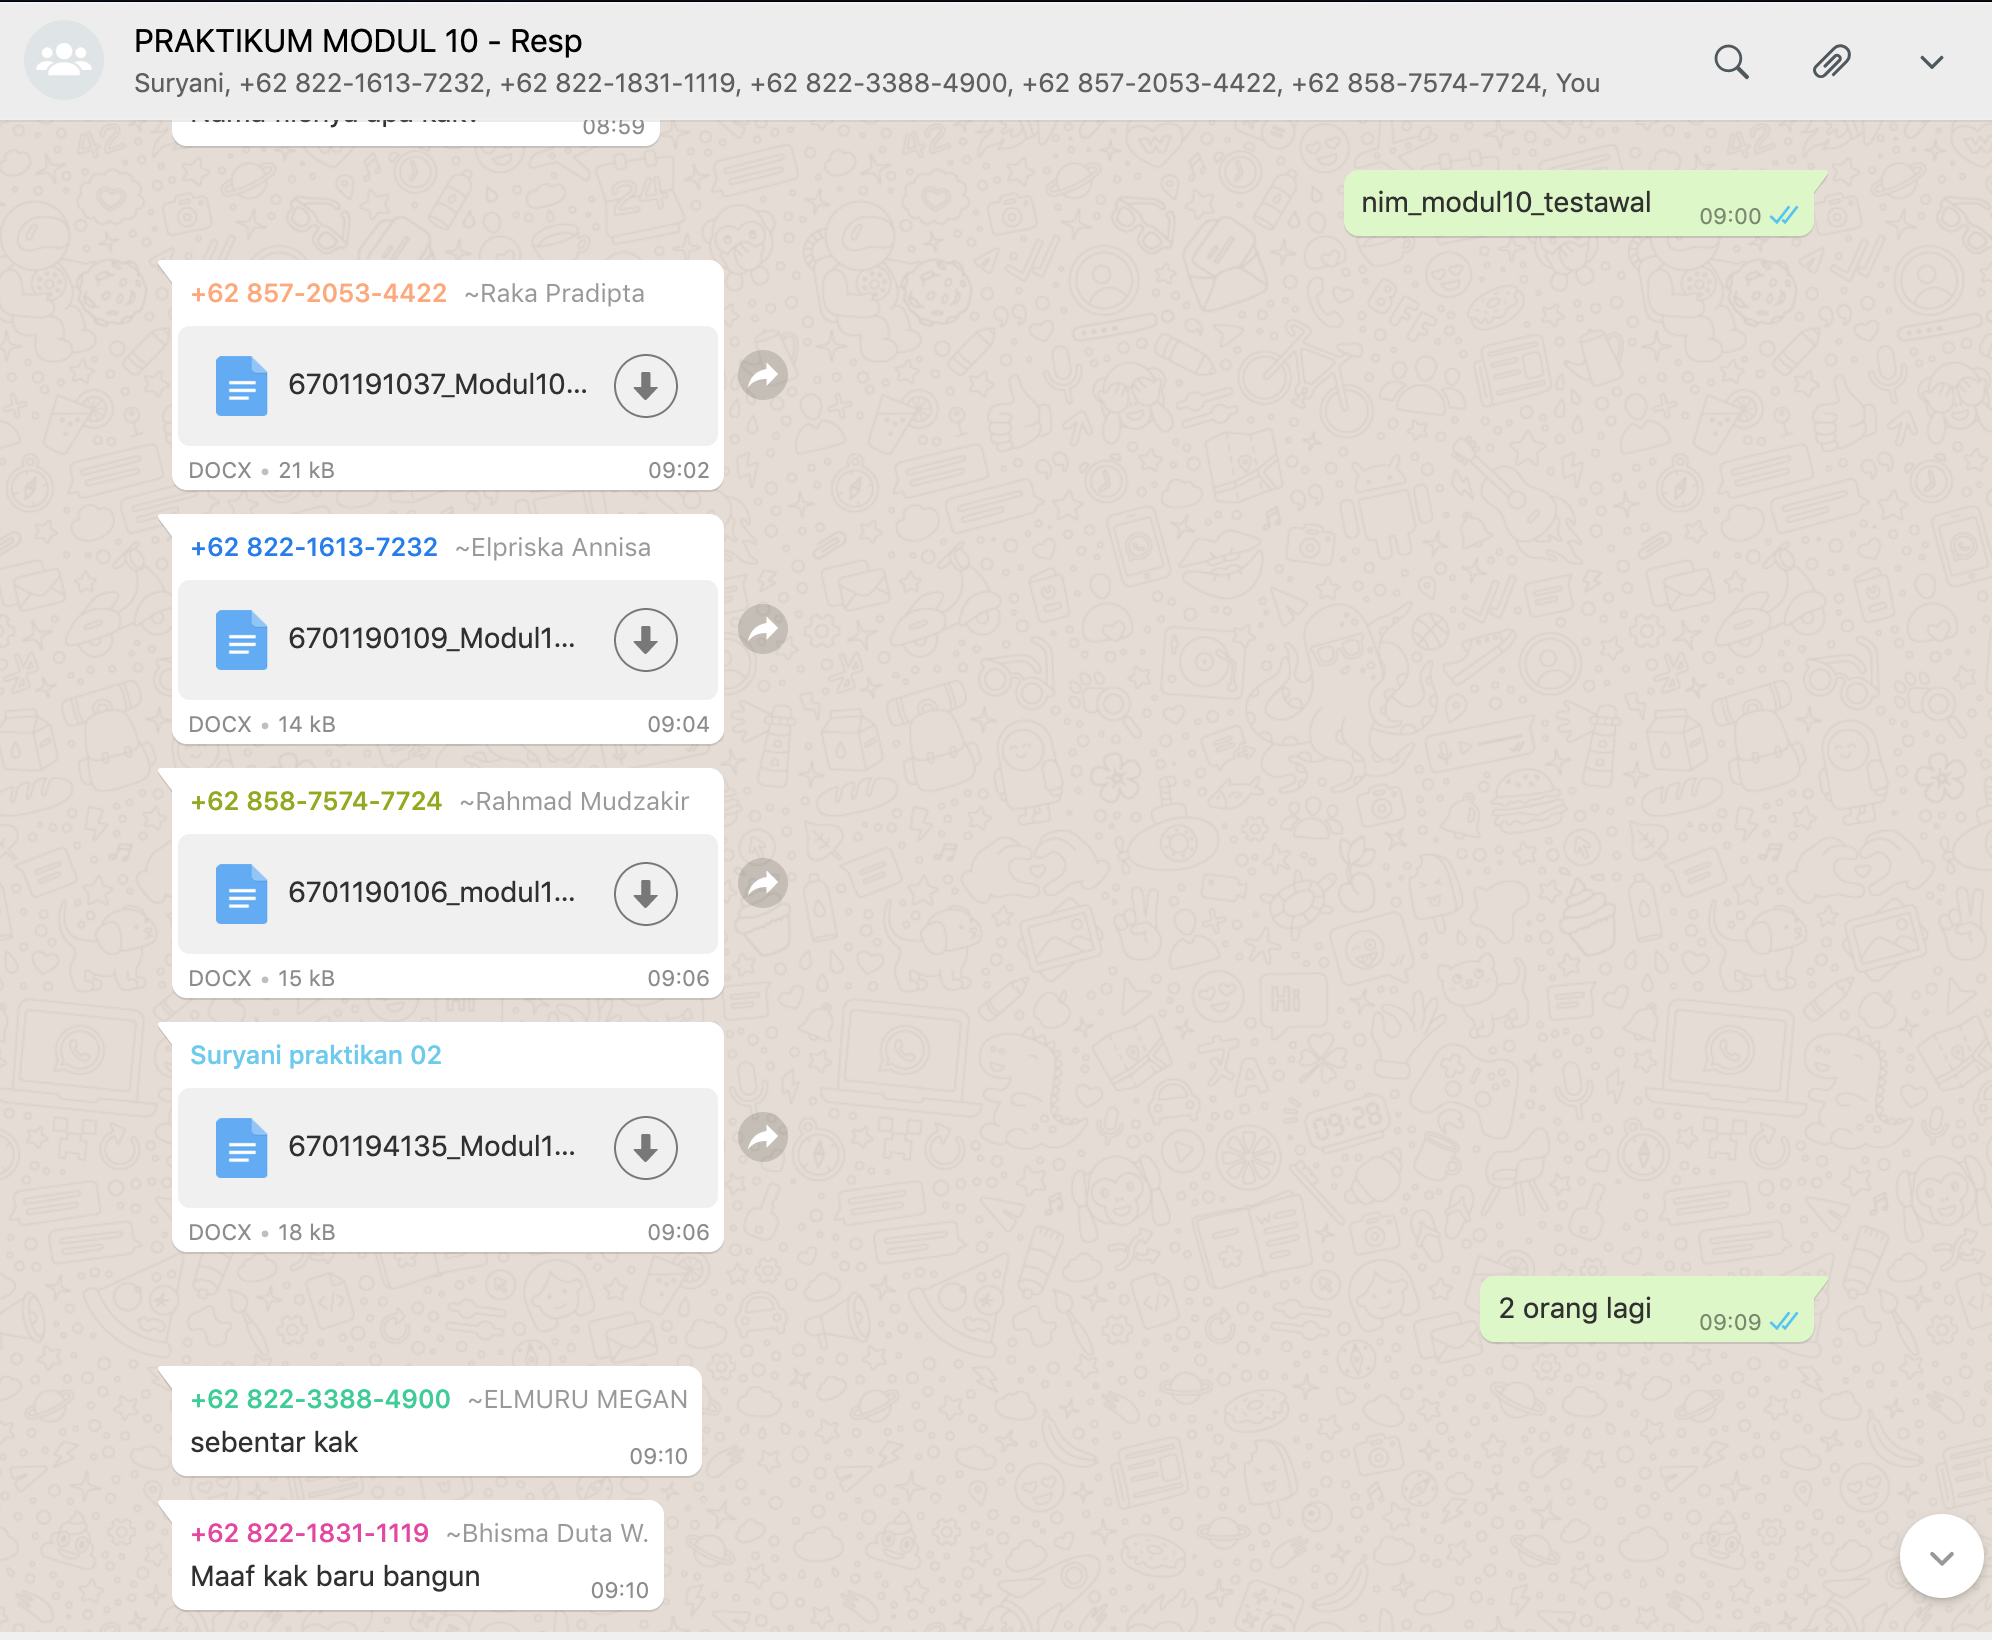 PRAKTIKUM MODUL 10 - Resp
Suryani, +62 822-1613-7232, +62 822-1831-1119, +62 822-3388-4900, +62 857-2053-4422, +62 858-7574-7724, You
08:59
nim_modul10_testawal 09:00
+62 857-2053-4422 ~Raka Pradipta
6701191037_Modul10...
DOCX • 21 kB 09:02
+62 822-1613-7232 ~Elpriska Annisa
6701190109_Modul1...
DOCX • 14 kB 09:04
+62 858-7574-7724 ~Rahmad Mudzakir
6701190106_modul1...
DOCX • 15 kB 09:06
Suryani praktikan 02
6701194135_Modul1...
DOCX • 18 kB 09:06
2 orang lagi 09:09
+62 822-3388-4900 ~ELMURU MEGAN
sebentar kak 09:10
+62 822-1831-1119 ~Bhisma Duta W.
Maaf kak baru bangun 09:10